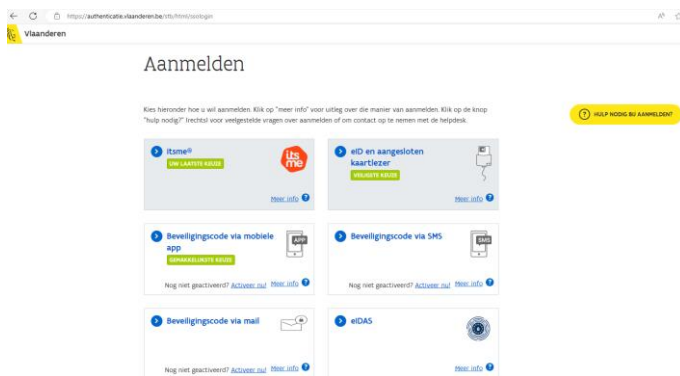 https://authenticatie.vlaanderen.be/stb/html/ssologin
Vlaanderen
Aanmelden
Kies hieronder hoe u wil aanmelden. Klik op "meer info" voor uitleg over die manier van aanmelden. Klik op de knop
"hulp nodig?" (rechts) voor veelgestelde vragen over aanmelden of om contact op te nemen met de helpdesk.
HULP NODIG BIJ AANMELDEN?
itsme®
UW LAATSTE KEUZE
its
me
Meer info
eID en aangesloten
kaartlezer
VEILIGSTE KEUZE
Meer info
Beveiligingscode via mobiele
app
GEMAKKELIJKSTE KEUZE
APP
Nog niet geactiveerd? Activeer nu! Meer info
Beveiligingscode via SMS
SMS
Nog niet geactiveerd? Activeer nu! Meer info
Beveiligingscode via mail
Nog niet geactiveerd? Activeer nu! Meer info
eIDAS
Meer info